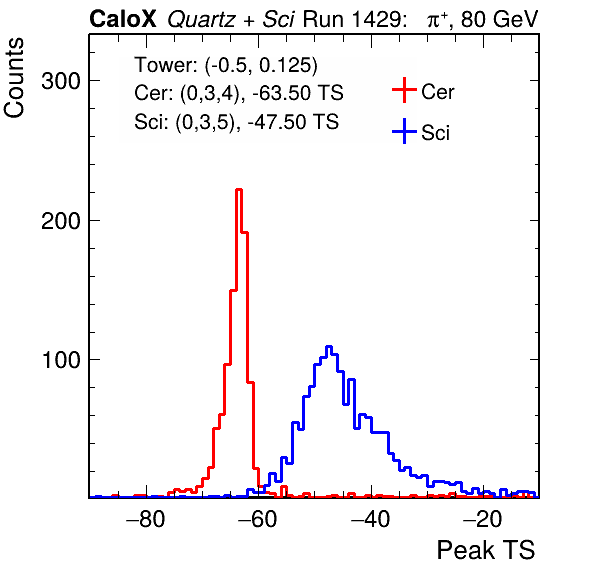 CaloX Quartz + Sci Run 1429: π+, 80 GeV
Counts
Tower: (-0.5, 0.125)
Cer: (0,3,4), -63.50 TS
Sci: (0,3,5), -47.50 TS
Cer
Sci
300
200
100
−80 −60 −40 −20
Peak TS